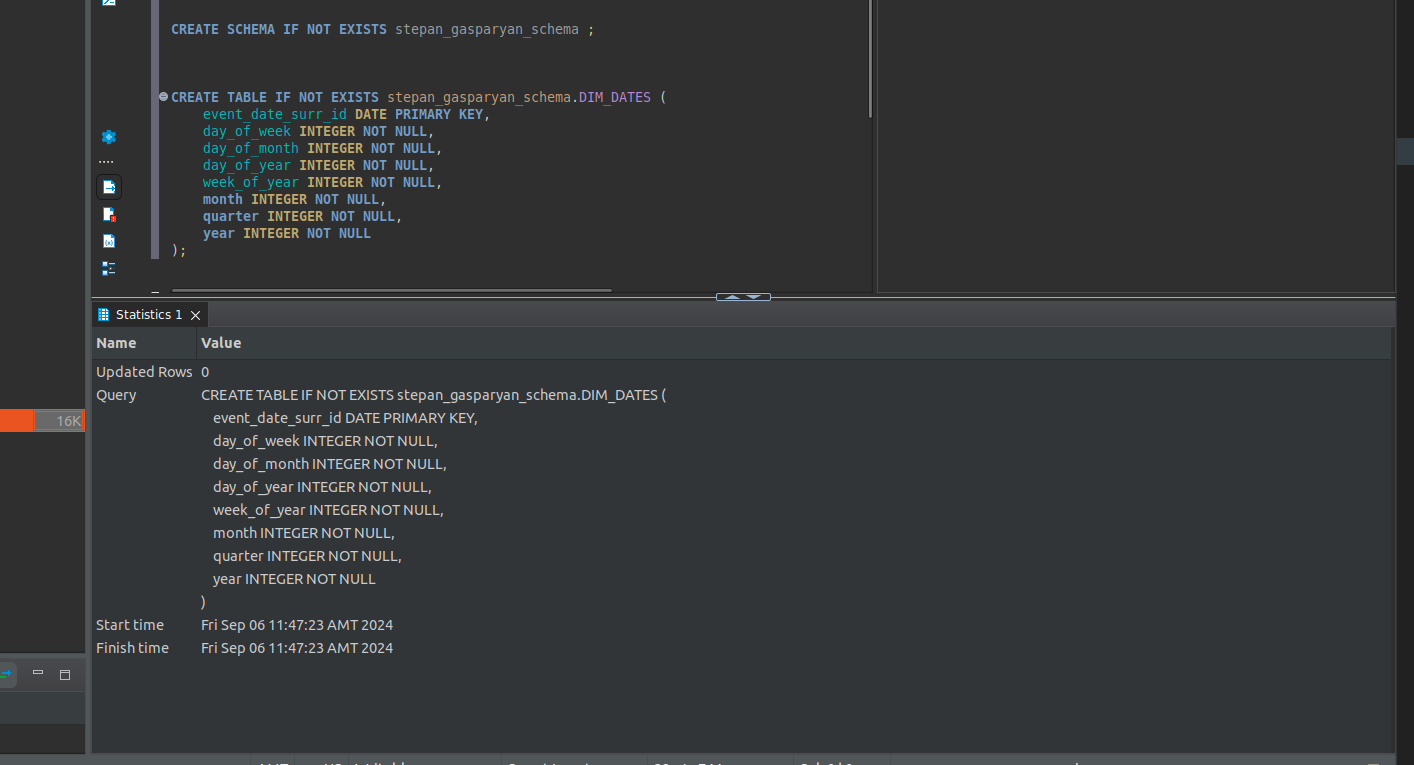 CREATE SCHEMA IF NOT EXISTS stepan_gasparyan_schema ;
CREATE TABLE IF NOT EXISTS stepan_gasparyan_schema.DIM_DATES (
event_date_surr_id DATE PRIMARY KEY,
day_of_week INTEGER NOT NULL,
day_of_month INTEGER NOT NULL,
day_of_year INTEGER NOT NULL,
week_of_year INTEGER NOT NULL,
month INTEGER NOT NULL,
quarter INTEGER NOT NULL,
year INTEGER NOT NULL
);
Statistics 1
Name Value
Updated Rows 0
Query CREATE TABLE IF NOT EXISTS stepan_gasparyan_schema.DIM_DATES (
event_date_surr_id DATE PRIMARY KEY,
day_of_week INTEGER NOT NULL,
day_of_month INTEGER NOT NULL,
day_of_year INTEGER NOT NULL,
week_of_year INTEGER NOT NULL,
month INTEGER NOT NULL,
quarter INTEGER NOT NULL,
year INTEGER NOT NULL
)
Start time Fri Sep 06 11:47:23 AMT 2024
Finish time Fri Sep 06 11:47:23 AMT 2024
16K